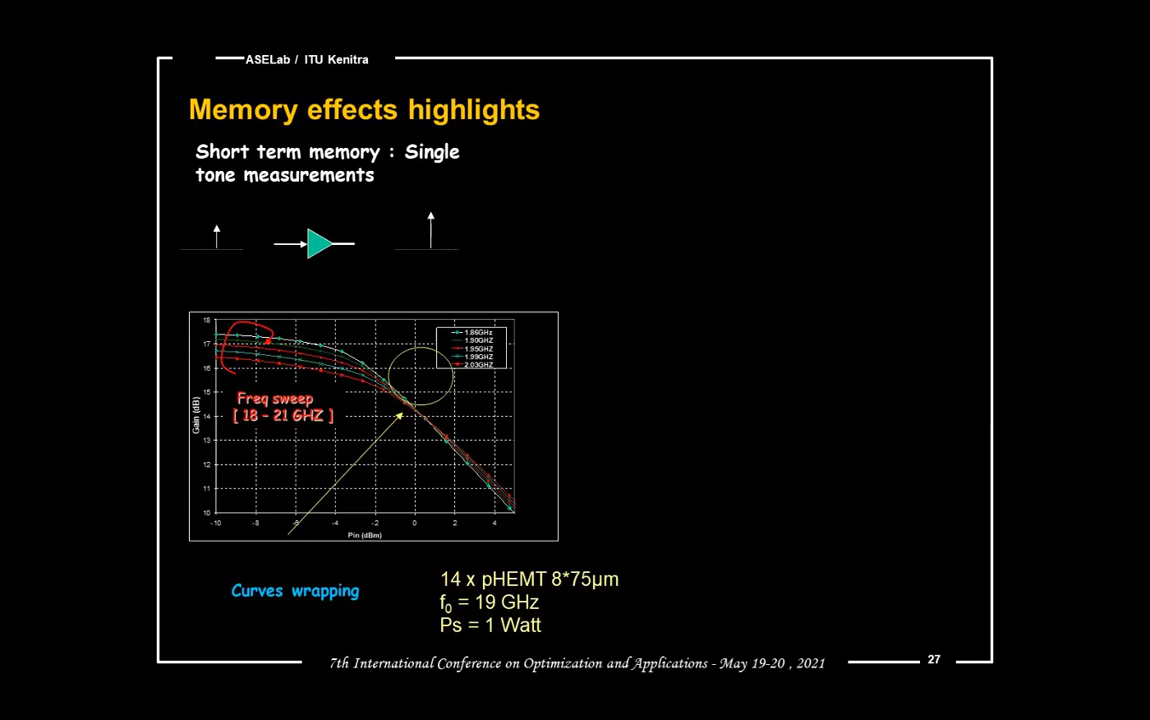 ASELab / ITU Kenitra
Memory effects highlights
Short term memory : Single
tone measurements
18
17
16
15
14
13
12
11
10
Gain (dB)
1.86GHz
1.90GHz
1.95GHz
1.99GHz
2.03GHZ
Freq sweep
[ 18 - 21 GHZ ]
-10 -8 -6 -4 -2 0 2 4
Pin (dBm)
Curves wrapping
14 x pHEMT 8*75µm
f0 = 19 GHz
Ps = 1 Watt
7th International Conference on Optimization and Applications - May 19-20 , 2021
27